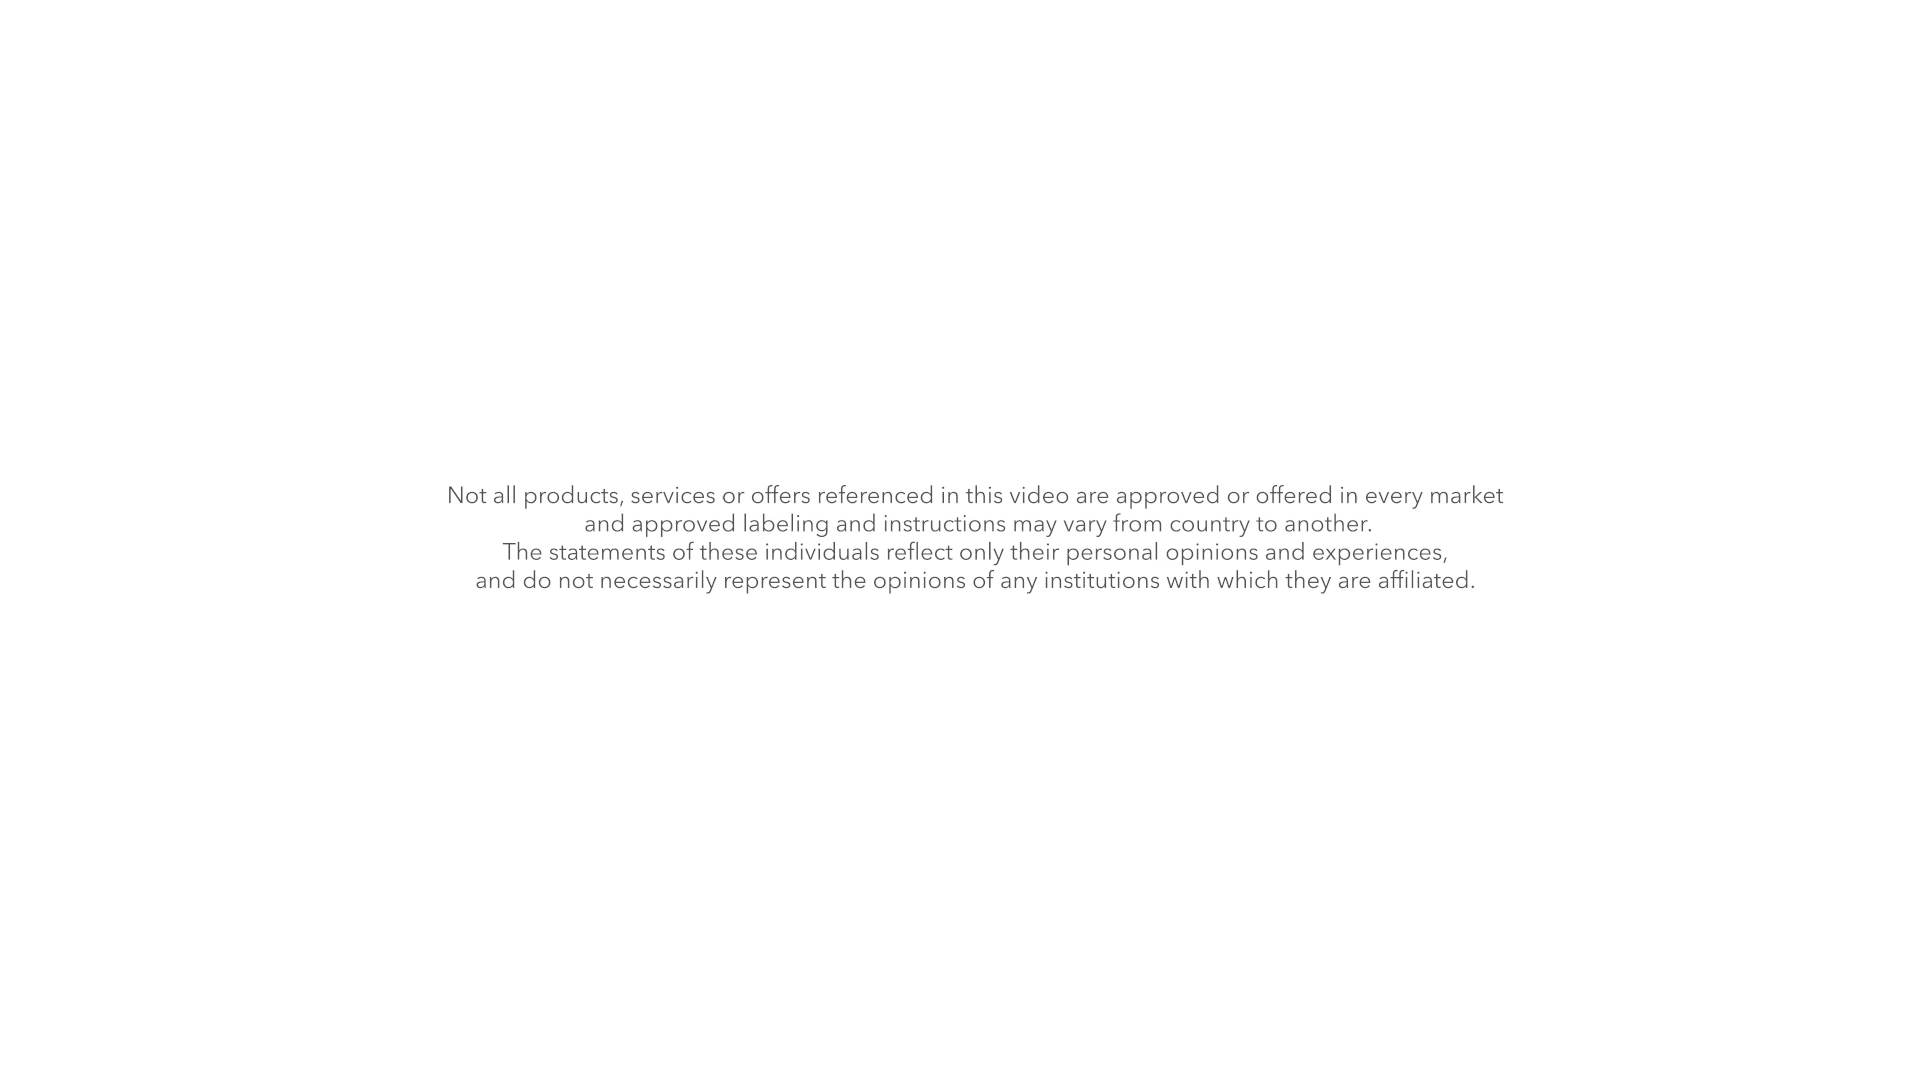 Not all products, services or offers referenced in this video are approved or offered in every market
and approved labeling and instructions may vary from country to another.
The statements of these individuals reflect only their personal opinions and experiences,
and do not necessarily represent the opinions of any institutions with which they are affiliated.